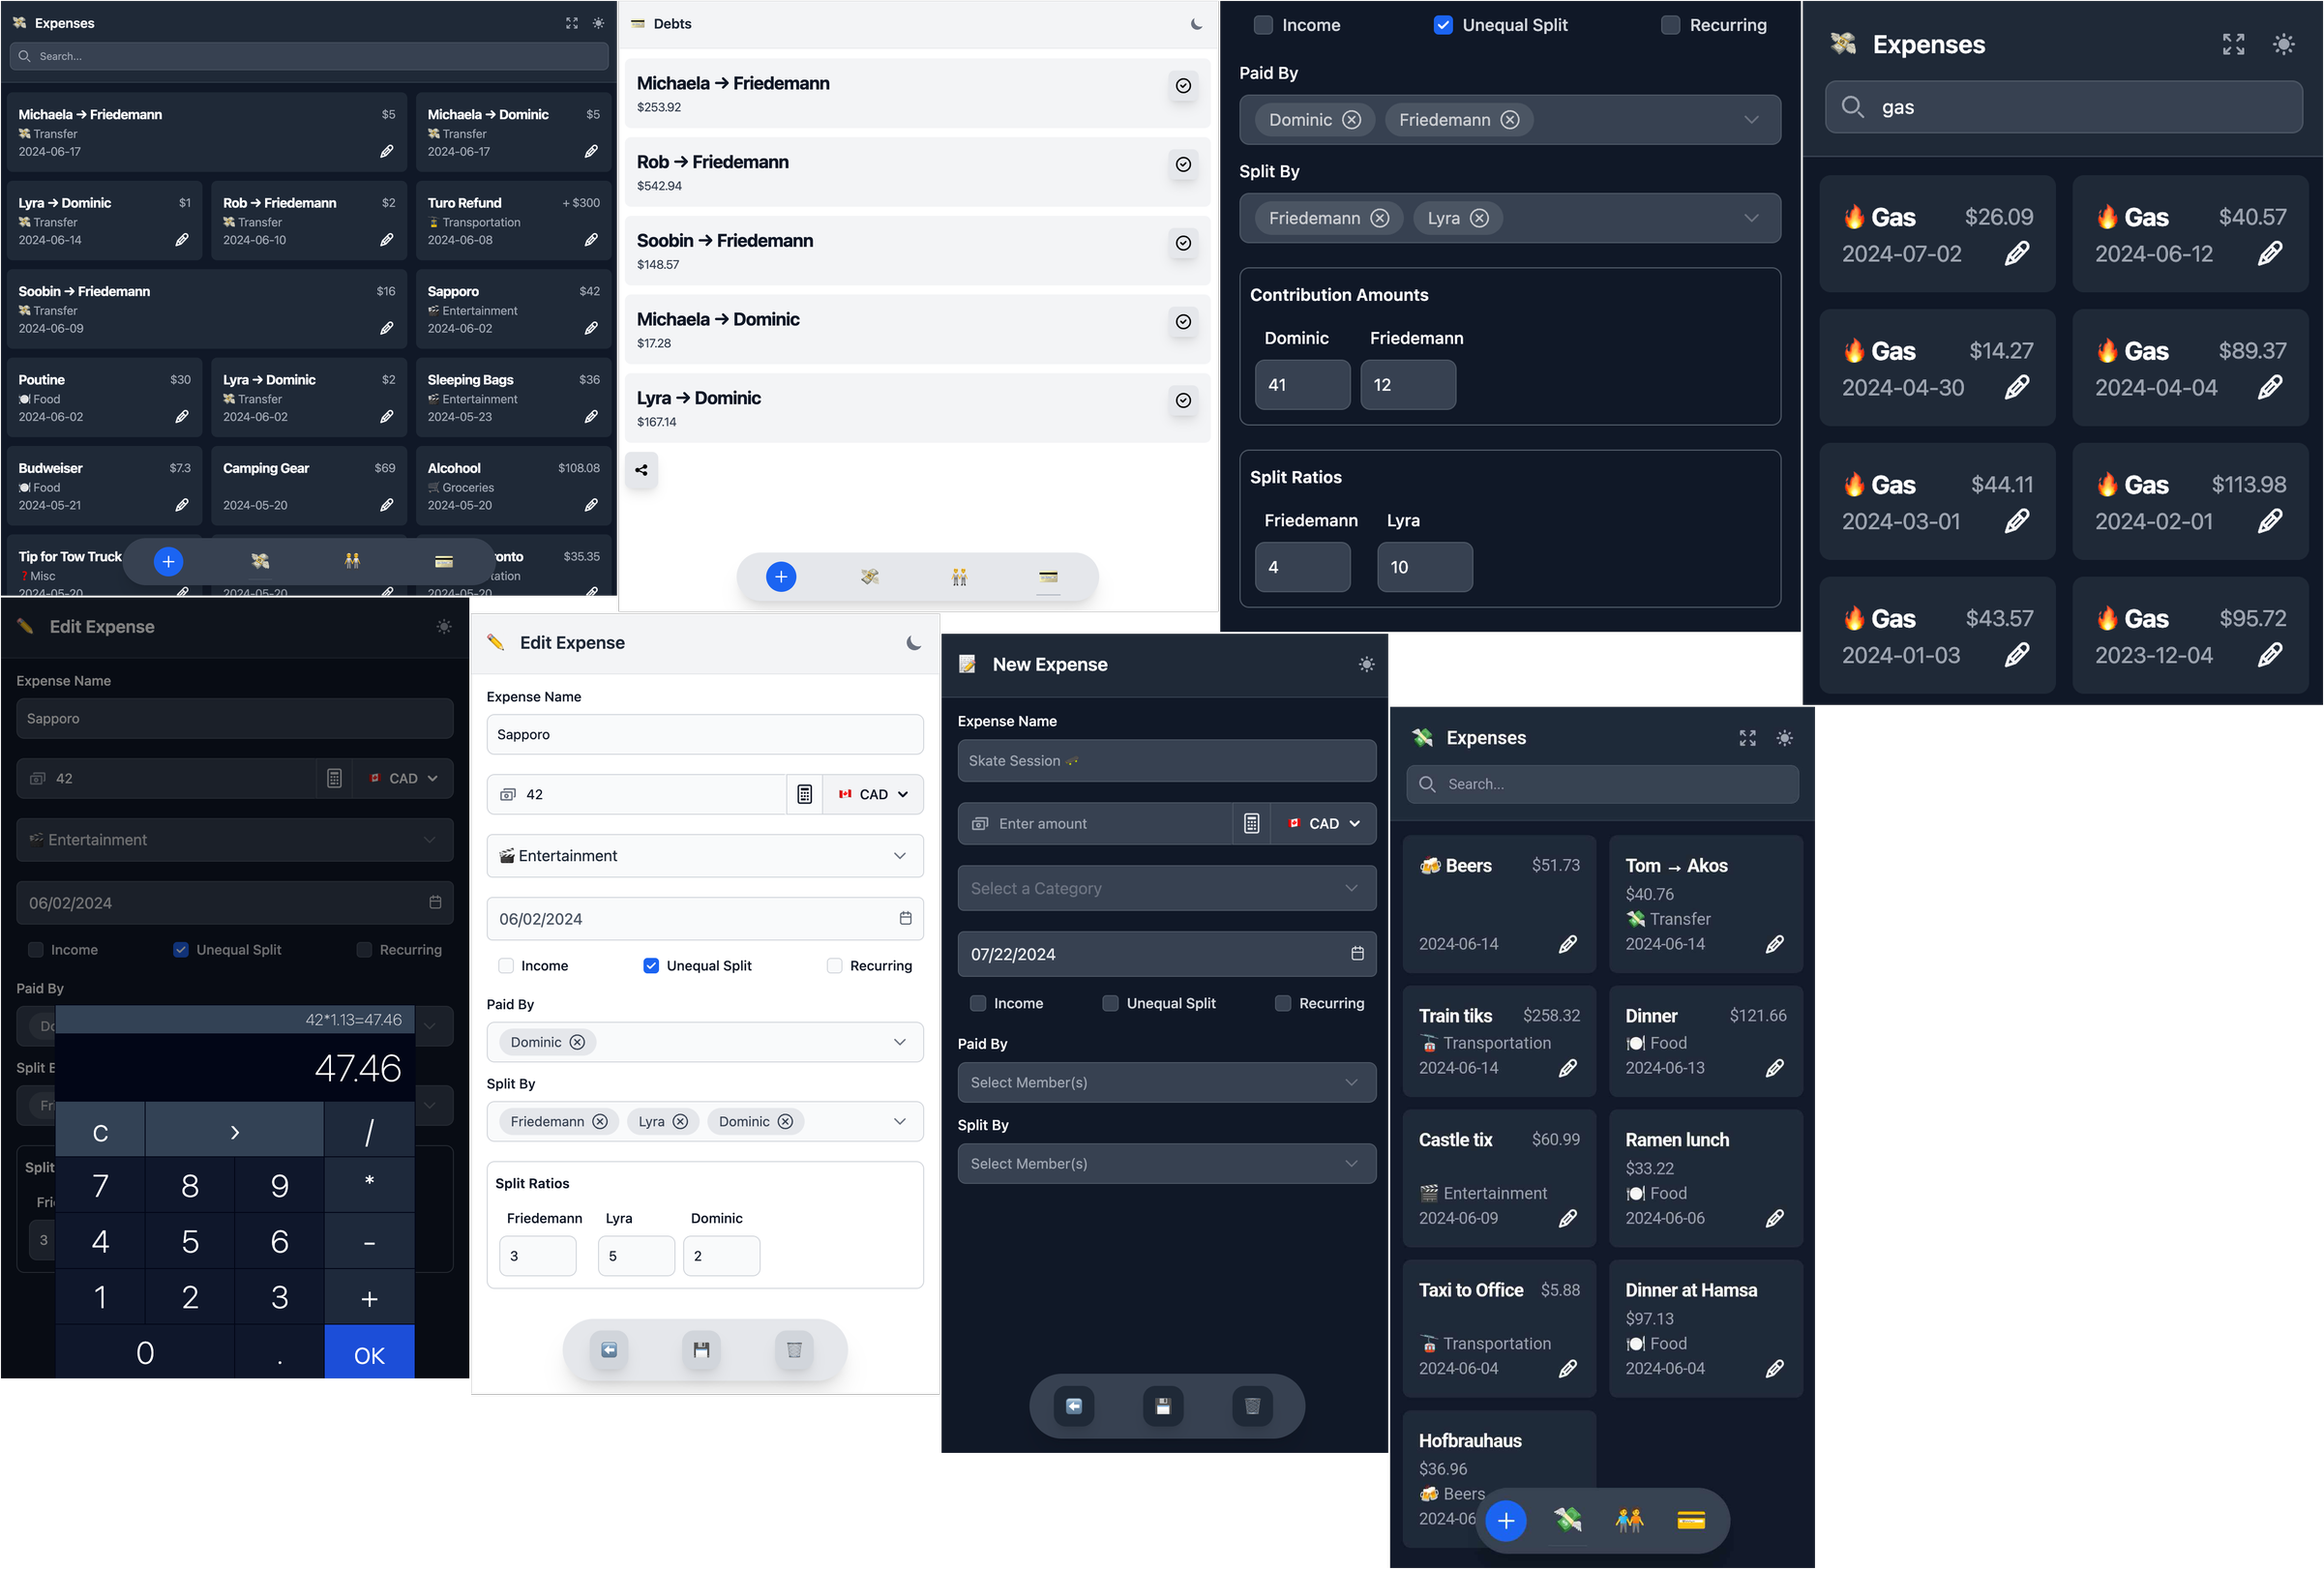 Expenses
Search...
Michaela → Friedemann $5
Transfer
2024-06-17
Michaela → Dominic $5
Transfer
2024-06-17
Lyra → Dominic $1
Transfer
2024-06-14
Rob → Friedemann $2
Transfer
2024-06-10
Turo Refund + $300
Transportation
2024-06-08
Soobin → Friedemann $16
Transfer
2024-06-09
Sapporo $42
Entertainment
2024-06-02
Poutine $30
Food
2024-06-02
Lyra → Dominic $2
Transfer
2024-06-02
Sleeping Bags $36
Entertainment
2024-05-23
Budweiser $7.3
Food
2024-05-21
Camping Gear $69
2024-05-20
Alcohool $108.08
Groceries
2024-05-20
Tip for Tow Truck
Misc
2024-05-20
2024-05-20
ronto $35.35
tation
2024-05-20
Debts
Michaela → Friedemann
$253.92
Rob → Friedemann
$542.94
Soobin → Friedemann
$148.57
Michaela → Dominic
$17.28
Lyra → Dominic
$167.14
Income Unequal Split Recurring
Paid By
Dominic Friedemann
Split By
Friedemann Lyra
Contribution Amounts
Dominic Friedemann
41 12
Split Ratios
Friedemann Lyra
4 10
Expenses
gas
Gas $26.09
2024-07-02
Gas $40.57
2024-06-12
Gas $14.27
2024-04-30
Gas $89.37
2024-04-04
Gas $44.11
2024-03-01
Gas $113.98
2024-02-01
Gas $43.57
2024-01-03
Gas $95.72
2023-12-04
Edit Expense
Expense Name
Sapporo
42 CAD
Entertainment
06/02/2024
Income Unequal Split Recurring
Paid By
Do
Split B
Fri
Split
Frie
3
42*1.13=47.46
47.46
C > /
7 8 9 *
4 5 6 -
1 2 3 +
0 . OK
Edit Expense
Expense Name
Sapporo
42 CAD
Entertainment
06/02/2024
Income Unequal Split Recurring
Paid By
Dominic
Split By
Friedemann Lyra Dominic
Split Ratios
Friedemann Lyra Dominic
3 5 2
New Expense
Expense Name
Skate Session
Enter amount CAD
Select a Category
07/22/2024
Income Unequal Split Recurring
Paid By
Select Member(s)
Split By
Select Member(s)
Expenses
Search...
Beers $51.73
2024-06-14
Tom → Akos
$40.76
Transfer
2024-06-14
Train tiks $258.32
Transportation
2024-06-14
Dinner $121.66
Food
2024-06-13
Castle tix $60.99
Entertainment
2024-06-09
Ramen lunch
$33.22
Food
2024-06-06
Taxi to Office $5.88
Transportation
2024-06-04
Dinner at Hamsa
$97.13
Food
2024-06-04
Hofbrauhaus
$36.96
Beers
2024-06